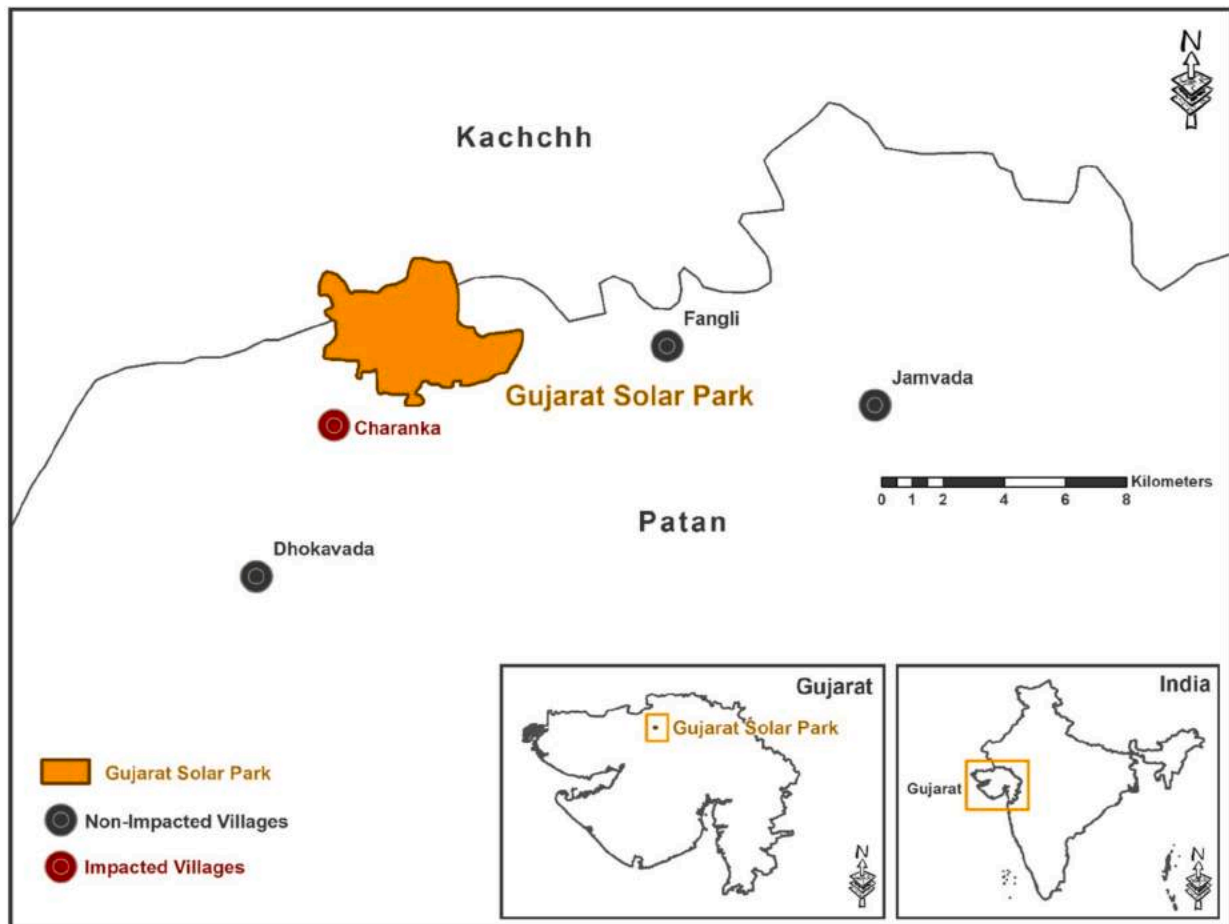 N
Kachchh
Fangli
Jamvada
Gujarat Solar Park
Charanka
Kilometers
0 1 2 4 6 8
Patan
Dhokavada
Gujarat
Gujarat Solar Park
N
India
Gujarat
N
Gujarat Solar Park
Non-Impacted Villages
Impacted Villages